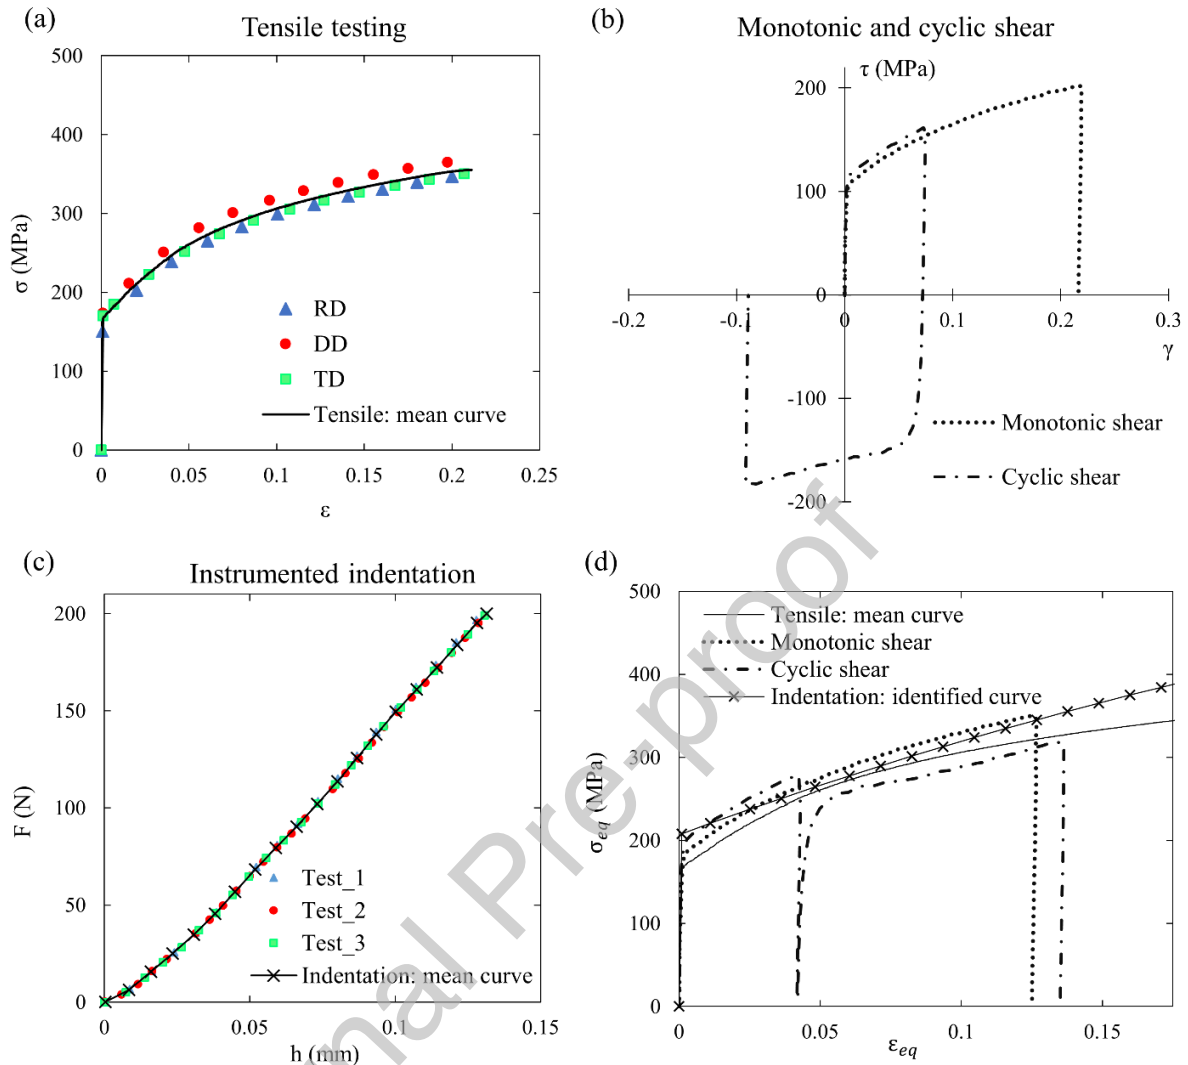 (a)
Tensile testing
500
400
300
200
100
0
0
0.05
0.1
0.15
0.2
0.25
σ (MPa)
ε
RD
DD
TD
Tensile: mean curve
(b)
Monotonic and cyclic shear
τ (MPa)
200
100
0
-100
-200
-0.2
-0.1
0
0.1
0.2
0.3
γ
Monotonic shear
Cyclic shear
(c)
Instrumented indentation
200
150
100
50
0
0
0.05
0.1
0.15
F (N)
h (mm)
Test_1
Test_2
Test_3
Indentation: mean curve
(d)
500
400
300
200
100
0
0
0.05
0.1
0.15
σeq (MPa)
εeq
Tensile: mean curve
Monotonic shear
Cyclic shear
Indentation: identified curve
nal Pre-proof